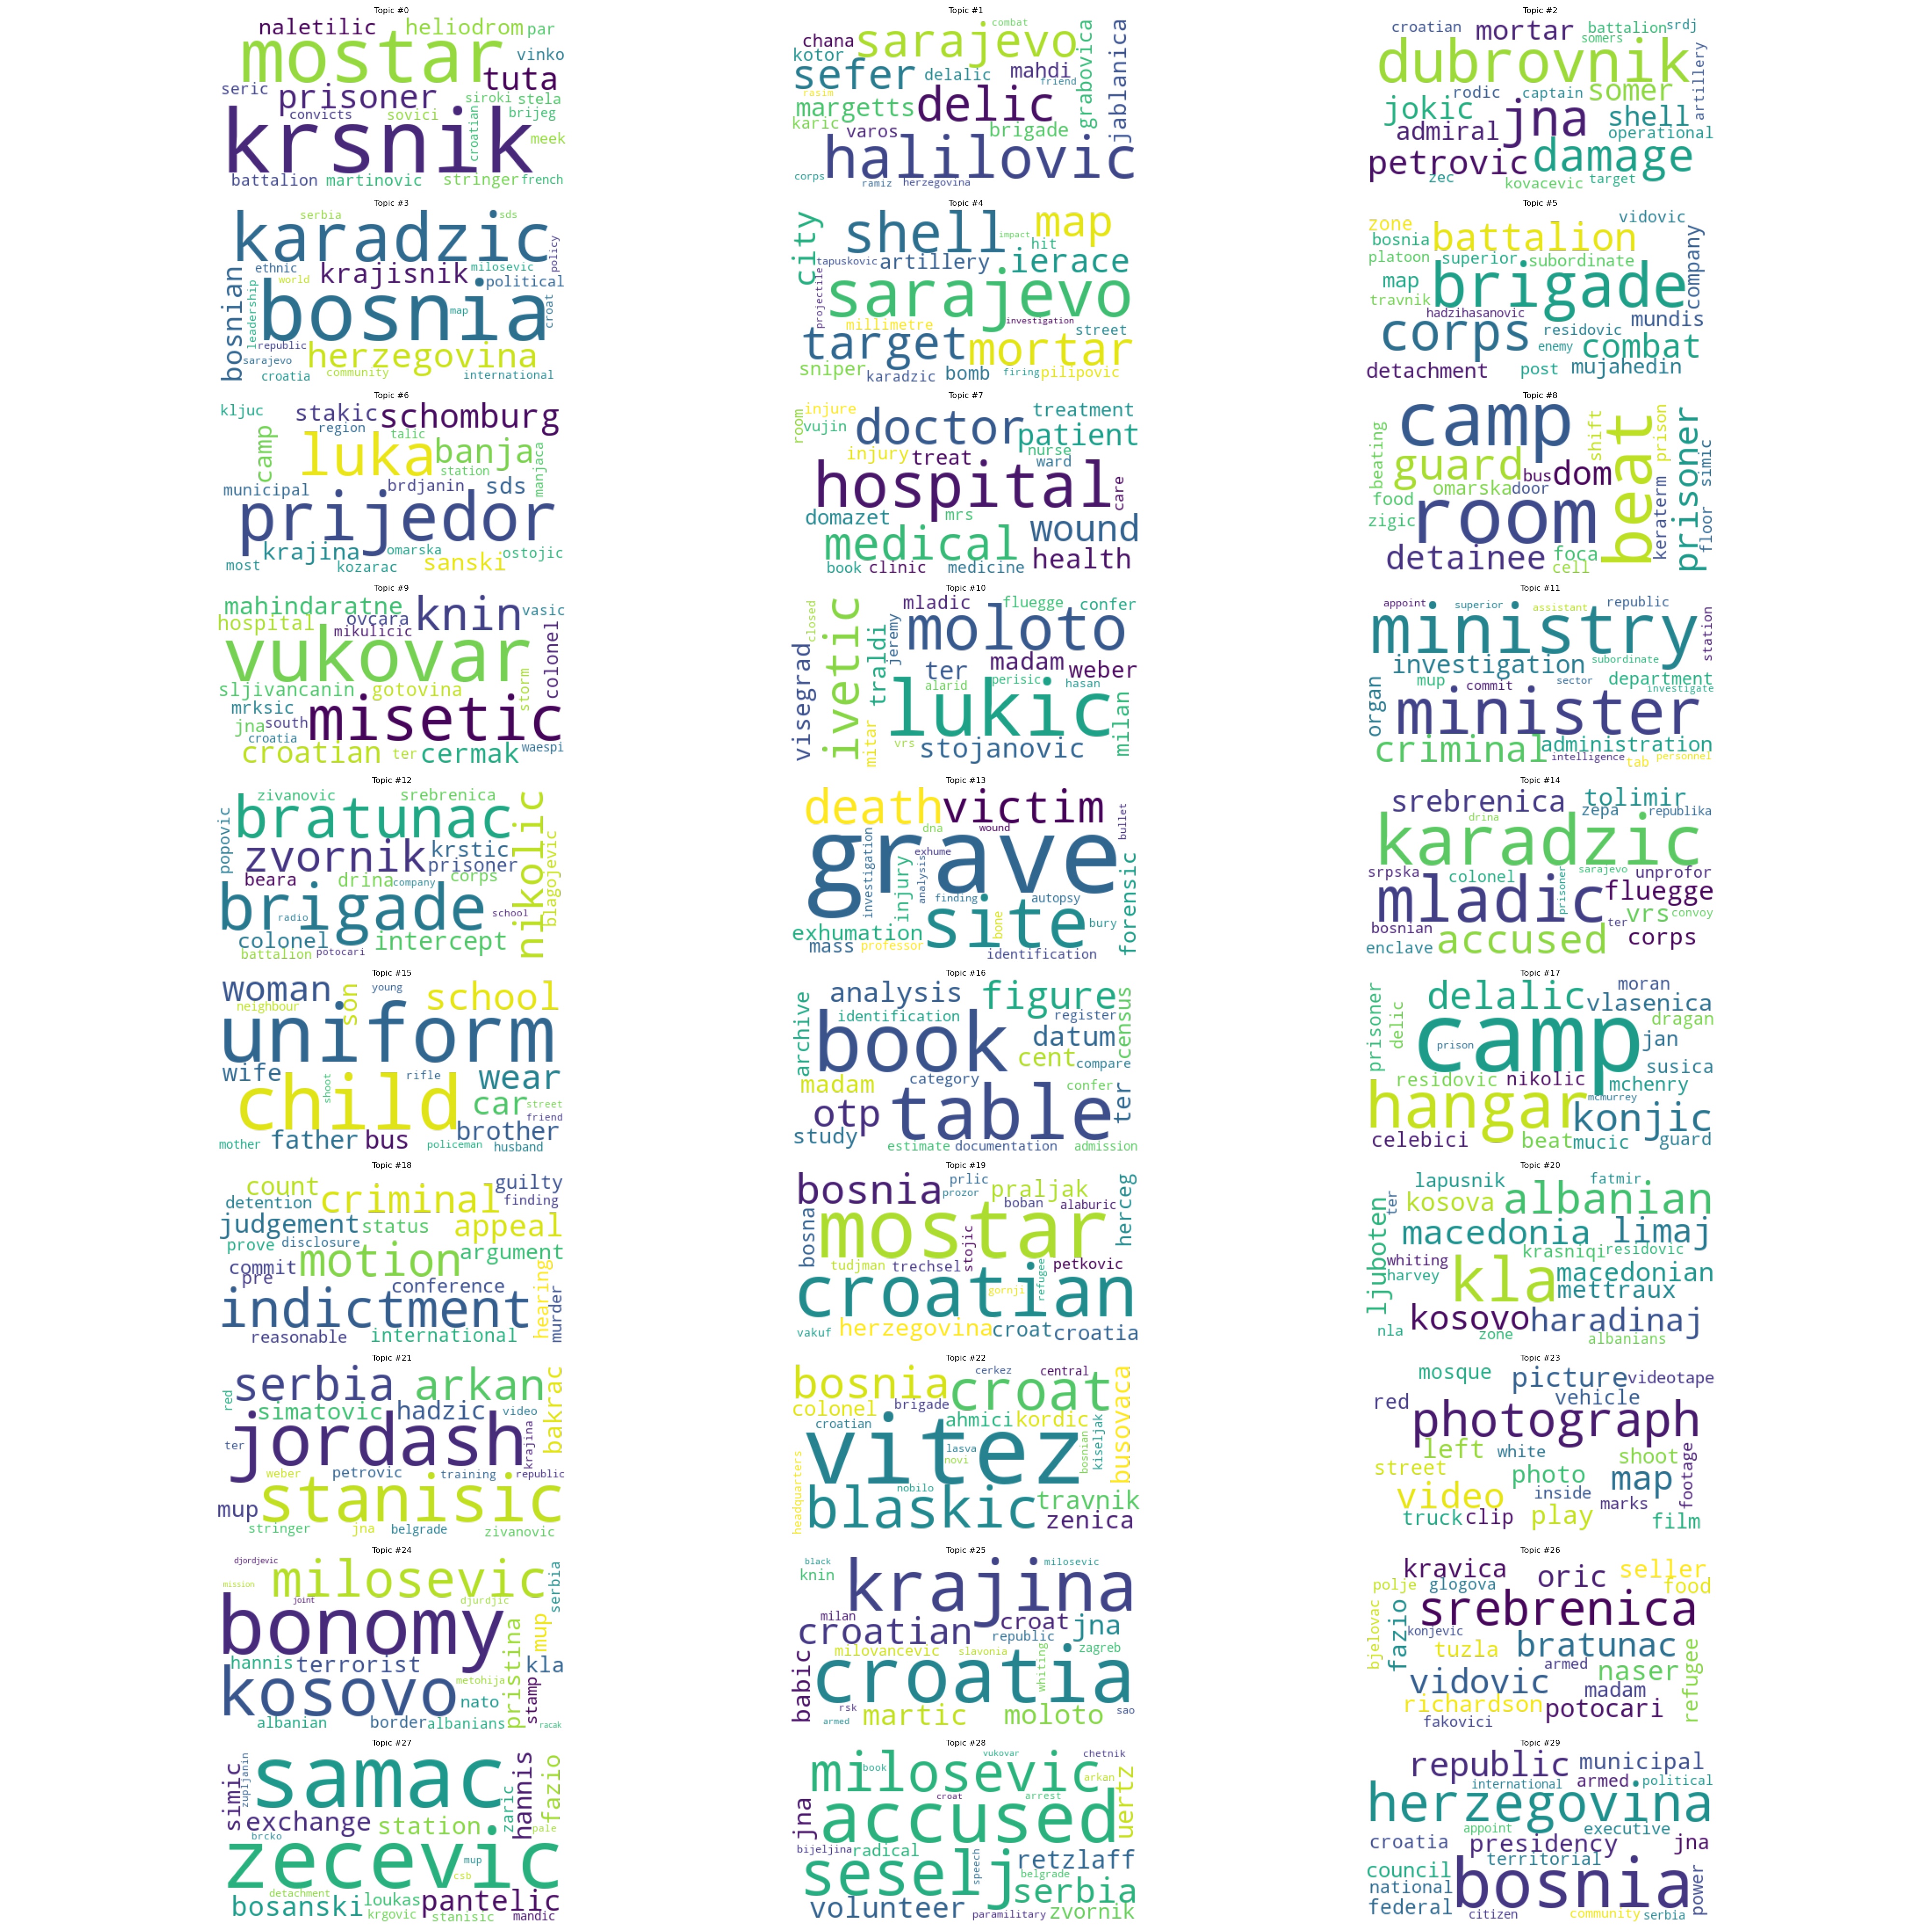 Topic #0
naletilic heliodrom par
mostar vinko
seric prisoner tuta
convicts sovici siroki stela
brijeg
krsnik croatian meek
battalion martinovic stringer french
Topic #1
combat
chana sarajevo
kotor
sefer delalic mahdi friend
rasim margetts delic grabovica jablanica
karic varos brigade
halilovic
corps ramiz herzegovina
Topic #2
croatian mortar battalion srdj
somers
dubrovnik artillery
rodic captain somer
jokic jna shell
admiral operational
petrovic damage
zec kovacevic target
Topic #3
serbia sds
karadzic policy
ethnic krajisnik milosevic
world political
bosnian leadership bosnia map croat
republic
sarajevo herzegovina
croatia community international
Topic #4
city shell map
impact hit
tapuskovic artillery ierace
projectile sarajevo
millimetre investigation street
target mortar
sniper karadzic bomb firing pilipovic
Topic #5
zone vidovic
bosnia battalion company
platoon superior subordinate
map brigade
travnik hadzihasanovic mundis
corps residovic
enemy combat
detachment post mujahedin
Topic #6
kljuc stakic schomburg
region talic
camp luka banja
station manjaca
municipal brdjanin sds
prijedor
krajina omarska ostojic
most kozarac sanski
Topic #7
room injure doctor treatment
vujin patient
injury treat nurse
ward
hospital care
domazet mrs wound
medical health
book clinic medicine
Topic #8
camp shift prison
beating guard bus dom beat prisoner
food omarska door simic
zigic room keraterm floor
detainee foca
cell
Topic #9
mahindaratne knin vasic
hospital ovcara
mikulicic
vukovar colonel
sljivancanin gotovina storm
mrksic
jna south misetic
croatia
croatian ter cermak waespi
Topic #10
closed mladic fluegge confer
ivetic traldi jeremy moloto
visegrad ter madam weber
alarid perisic hasan
mitar lukic milan
vrs stojanovic
Topic #11
appoint superior assistant republic
ministry station
investigation subordinate
mup commit sector department
investigate
organ minister
criminal administration
intelligence tab personnel
Topic #12
zivanovic srebrenica
popovic bratunac nikolic
zvornik krstic
prisoner
beara drina company corps blagojevic
brigade school
radio
colonel intercept
battalion potocari
Topic #13
death victim
dna wound bullet
grave
investigation injury exhume analysis
finding autopsy forensic
exhumation site bone bury
mass professor identification
Topic #14
srebrenica tolimir
zepa republika
drina
karadzic
srpska colonel sarajevo unprofor
mladic prisoner fluegge
bosnian ter vrs convoy
enclave accused corps
Topic #15
woman son young school
neighbour
uniform
wife rifle wear
child shoot car street
friend
brother
mother father bus policeman husband
Topic #16
archive analysis figure census
identification register
book datum
cent compare
madam category confer
otp table ter
study estimate documentation admission
Topic #17
prisoner delic delalic moran
vlasenica
dragan
camp jan
prison susica
residovic nikolic mchenry
hangar mcmurrey
konjic
celebici beat mucic guard
Topic #18
count criminal guilty
detention finding
judgement status appeal
prove disclosure argument
commit motion
pre conference hearing murder
indictment
reasonable international
Topic #19
bosnia prlic praljak herceg
prozor boban alaburic
bosna mostar stojic
tudjman trechsel petkovic
refugee
croatian gornji
vakuf herzegovina croat croatia
Topic #20
lapusnik fatmir
ljuboten ter kosova albanian
macedonia limaj
krasniqi residovic
whiting kla macedonian
harvey mettraux
kosovo haradinaj
nla zone albanians
Topic #21
red serbia arkan bakrac
simatovic hadzic video
ter jordash krajina
weber petrovic training republic
mup stanisic
stringer jna belgrade zivanovic
Topic #22
cerkez central
bosnia croat busovaca
colonel brigade
croatian ahmici kordic
vitez lasva novi bosnian kiseljak
headquarters nobilo
blaskic travnik
zenica
Topic #23
mosque picture videotape
red vehicle
photograph
left white shoot footage
street photo map
video inside marks
truck clip play film
Topic #24
djordjevic milosevic serbia
mission joint djurdjic
bonomy mup
hannis terrorist pristina kla
metohija
kosovo nato stamp
albanian border albanians racak
Topic #25
black milosevic
knin krajina
milan croat jna
croatian republic
milovancevic slavonia zagreb
babic croatia whiting
rsk martic moloto sao
armed
Topic #26
kravica oric seller
polje glogova food
bjelovac fazio srebrenica
konjevic tuzla bratunac
armed naser refugee
vidovic madam
richardson potocari
fakovici
Topic #27
simic zupljanin samac hannis fazio
zaric
exchange station pale
brcko
zecevic
mup
csb
detachment
bosanski loukas pantelic
krgovic stanisic mandic
Topic #28
vukovar chetnik
milosevic
book arkan
croat arrest uertz
jna accused
bijeljina radical speech retzlaff
seselj belgrade
serbia
volunteer paramilitary zvornik
Topic #29
republic municipal
international armed political
herzegovina
appoint executive
croatia presidency jna
territorial
council bosnia power
national
federal citizen community serbia